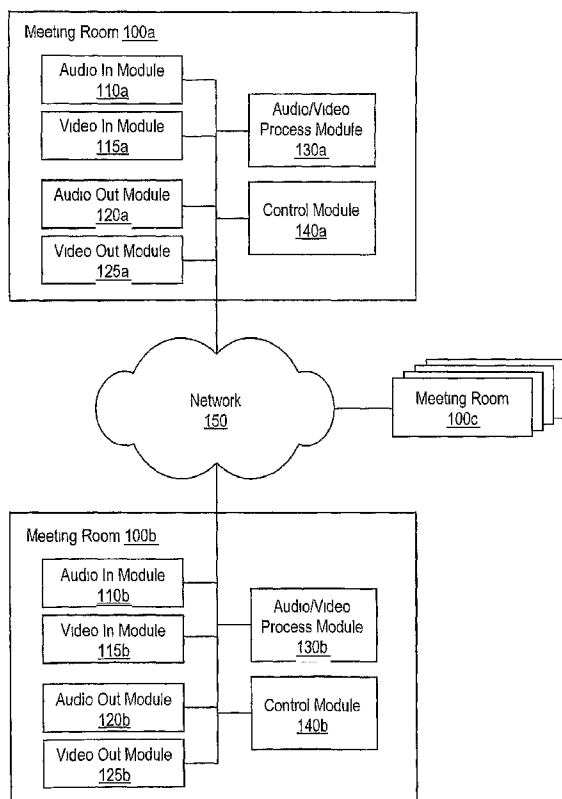 Meeting Room 100a
Audio In Module
110a
Video In Module
115a
Audio Out Module
120a
Video Out Module
125a
Audio/Video
Process Module
130a
Control Module
140a
Network
150
Meeting Room
100c
Meeting Room 100b
Audio In Module
110b
Video In Module
115b
Audio Out Module
120b
Video Out Module
125b
Audio/Video
Process Module
130b
Control Module
140b